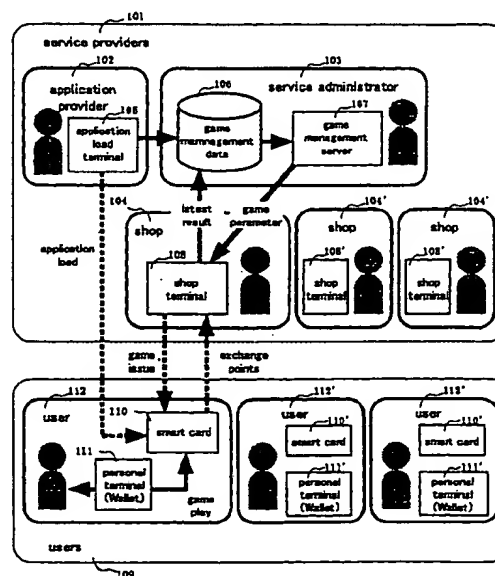 101
service providers
102
application
provider
105
application
load terminal
103
service administrator
106
game
memnagement
data
107
game
management
server
application
load
latest
result
game
parameter
104
shop
108
shop
terminal
104'
shop
108'
shop
terminal
104'
shop
108'
shop
terminal
game
issue
exchange
points
112
user
110
smart card
111
personal
terminal
(Wallet)
game
play
112'
user
110'
smart card
111'
personal
terminal
(Wallet)
112'
user
110'
smart card
111'
personal
terminal
(Wallet)
users
109